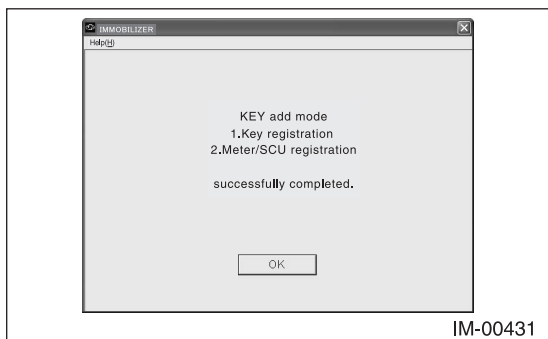 IMMOBILIZER
Help(H)
KEY add mode
1.Key registration
2.Meter/SCU registration
successfully completed.
OK
IM-00431